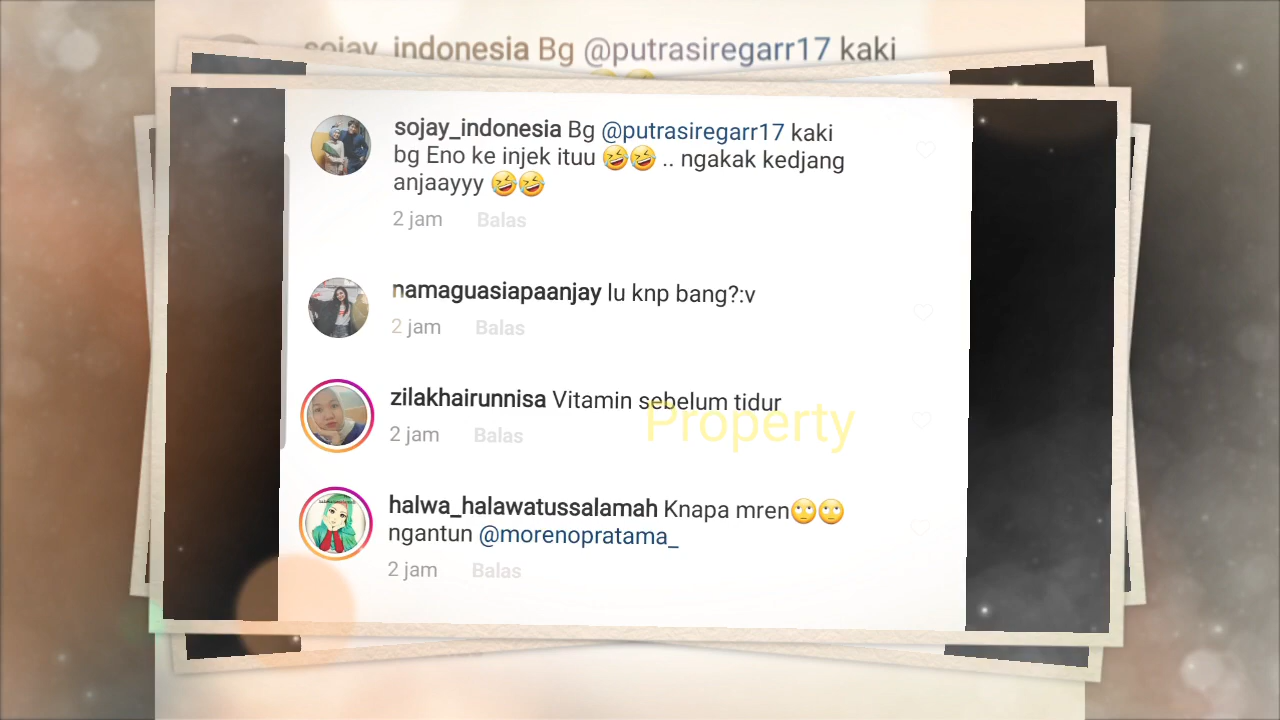 sojay_indonesia Bg @putrasiregarr17 kaki
sojay_indonesia Bg @putrasiregarr17 kaki
bg Eno ke injek ituu 🤣🤣 .. ngakak kedjang
anjaayyy 🤣🤣
2 jam Balas
namaguasiapaanjay lu knp bang?:v
2 jam Balas
zilakhairunnisa Vitamin sebelum tidur
Property
2 jam Balas
halwa_halawatussalamah Knapa mren🙄🙄
ngantun @morenopratama_
2 jam Balas